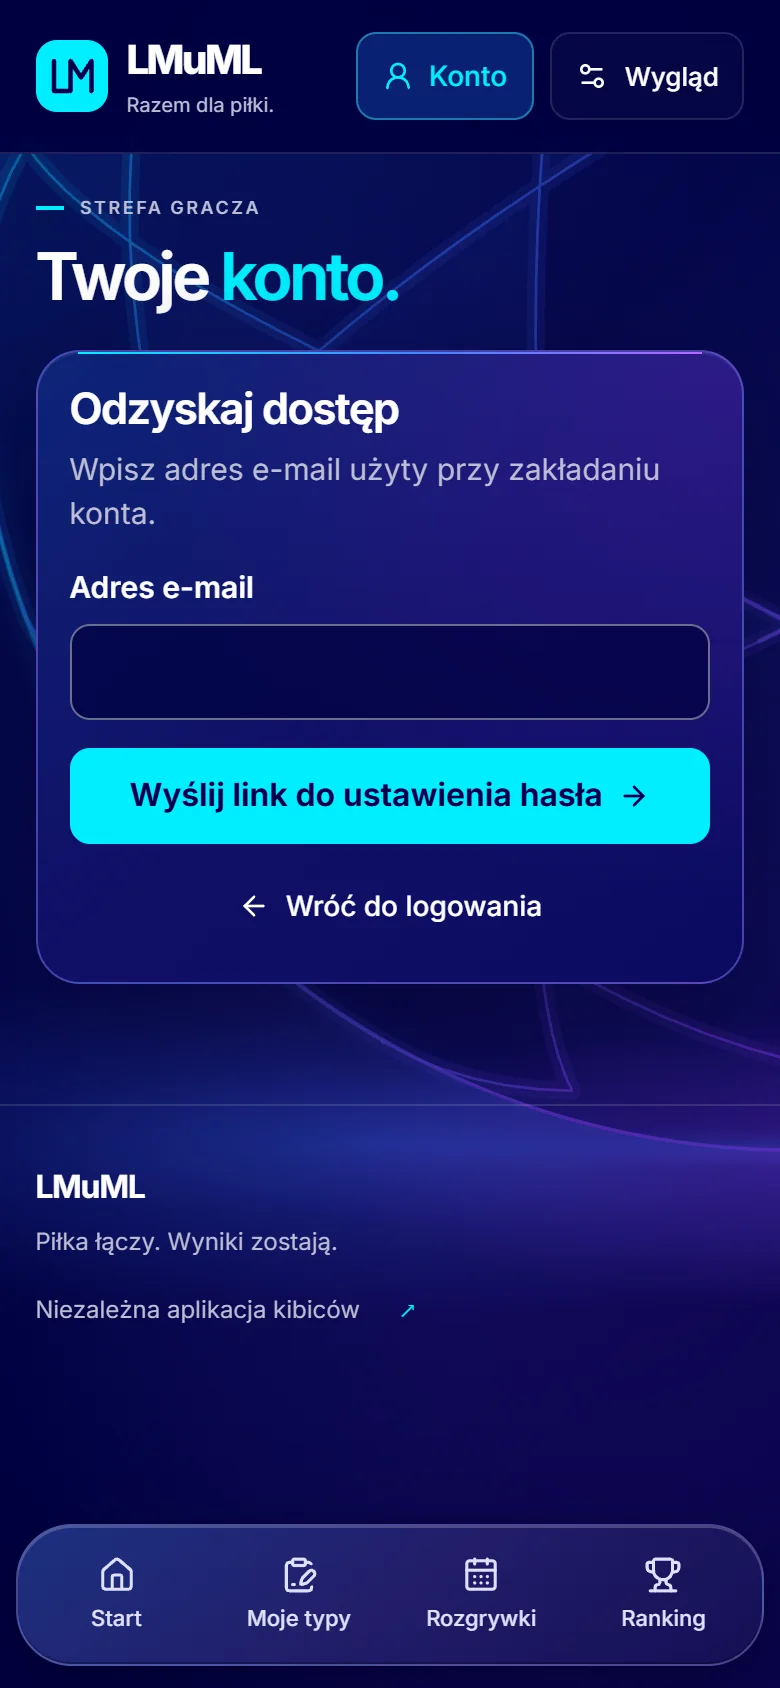 LM
LMuML
Razem dla piłki.
Konto
Wygląd
STREFA GRACZA
Twoje konto.
Odzyskaj dostęp
Wpisz adres e-mail użyty przy zakładaniu
konta.
Adres e-mail
Wyślij link do ustawienia hasła →
← Wróć do logowania
LMuML
Piłka łączy. Wyniki zostają.
Niezależna aplikacja kibiców ↗
Start
Moje typy
Rozgrywki
Ranking